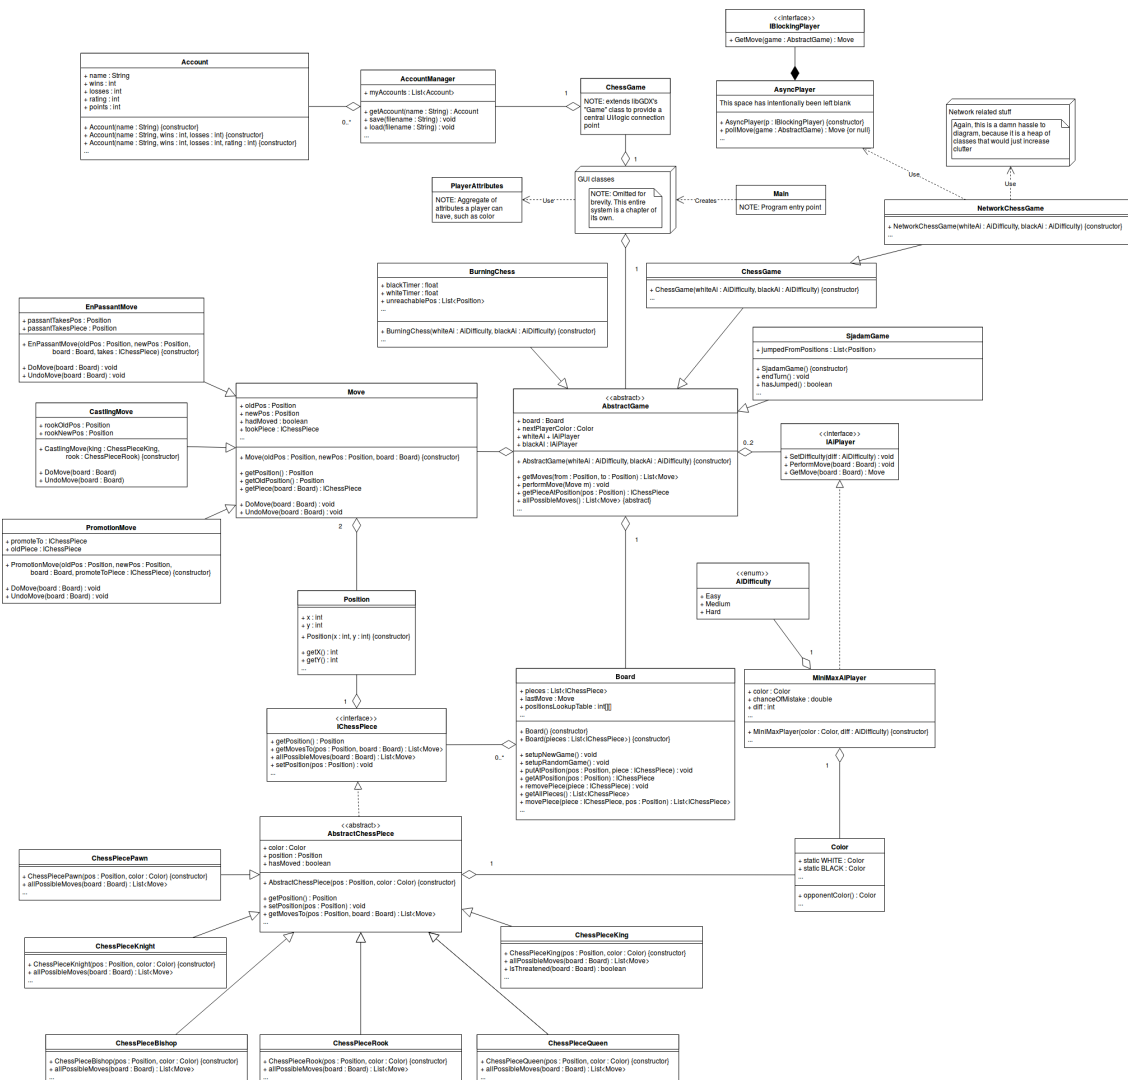 <<interface>>
IBlockingPlayer
+ GetMove(game : AbstractGame) : Move
Account
+ name : String
+ wins : int
+ losses : int
+ rating : int
+ points : int
+ Account(name : String) {constructor}
+ Account(name : String, wins : int, losses : int) {constructor}
+ Account(name : String, wins : int, losses : int, rating : int) {constructor}
...
0..*
AccountManager
+ myAccounts : List<Account>
+ getAccount(name : String) : Account
+ save(filename : String) : void
+ load(filename : String) : void
...
1
ChessGame
NOTE: extends libGDX's
"Game" class to provide a
central UI/logic connection
point
1
AsyncPlayer
This space has intentionally been left blank
+ AsyncPlayer(p : IBlockingPlayer) {constructor}
+ pollMove(game : AbstractGame) : Move {or null}
...
Network related stuff
Again, this is a damn hassle to
diagram, because it is a heap of
classes that would just increase
clutter
Use
Use
PlayerAttributes
NOTE: Aggregate of
attributes a player can
have, such as color
Use
GUI classes
NOTE: Omitted for
brevity. This entire
system is a chapter of
its own.
Creates
Main
NOTE: Program entry point
NetworkChessGame
+ NetworkChessGame(whiteAi : AiDifficulty, blackAi : AiDifficulty) {constructor}
...
1
BurningChess
+ blackTimer : float
+ whiteTimer : float
+ unreachablePos : List<Position>
...
+ BurningChess(whiteAi : AiDifficulty, blackAi : AiDifficulty) {constructor}
...
ChessGame
+ ChessGame(whiteAi : AiDifficulty, blackAi : AiDifficulty) {constructor}
...
EnPassantMove
+ passantTakesPos : Position
+ passantTakesPiece : Position
+ EnPassantMove(oldPos : Position, newPos : Position,
board : Board, takes : IChessPiece) {constructor}
+ DoMove(board : Board) : void
+ UndoMove(board : Board) : void
SjadamGame
+ jumpedFromPositions : List<Position>
+ SjadamGame() {constructor}
+ endTurn() : void
+ hasJumped() : boolean
...
CastlingMove
+ rookOldPos : Position
+ rookNewPos : Position
+ CastlingMove(king : ChessPieceKing,
rook : ChessPieceRook) {constructor}
+ DoMove(board : Board)
+ UndoMove(board : Board)
Move
+ oldPos : Position
+ newPos : Position
+ hadMoved : boolean
+ tookPiece : IChessPiece
...
+ Move(oldPos : Position, newPos : Position, board : Board) {constructor}
+ getPosition() : Position
+ getOldPosition() : Position
+ getPiece(board : Board) : IChessPiece
+ DoMove(board : Board) : void
+ UndoMove(board : Board) : void
2
<<abstract>>
AbstractGame
+ board : Board
+ nextPlayerColor : Color
+ whiteAi + IAiPlayer
+ blackAi : IAiPlayer
+ AbstractGame(whiteAi : AiDifficulty, blackAi : AiDifficulty) {constructor}
+ getMoves(from : Position, to : Position) : List<Move>
+ performMove(Move m) : void
+ getPieceAtPosition(pos : Position) : IChessPiece
+ allPossibleMoves() : List<Move> {abstract}
...
0..2
1
<<interface>>
IAiPlayer
+ SetDifficulty(diff : AiDifficulty) : void
+ PerformMove(board : Board) : void
+ GetMove(board : Board) : Move
PromotionMove
+ promoteTo : IChessPiece
+ oldPiece : IChessPiece
+ PromotionMove(oldPos : Position, newPos : Position,
board : Board, promoteToPiece : IChessPiece) {constructor}
+ DoMove(board : Board) : void
+ UndoMove(board : Board) : void
<<enum>>
AiDifficulty
+ Easy
+ Medium
+ Hard
1
Position
+ x : int
+ y : int
+ Position(x : int, y : int) {constructor}
+ getX() : int
+ getY() : int
...
1
Board
+ pieces : List<IChessPiece>
+ lastMove : Move
+ positionsLookupTable : int[][]
...
+ Board() {constructor}
+ Board(pieces : List<IChessPiece>) {constructor}
+ setupNewGame() : void
+ setupRandomGame() : void
+ putAtPosition(pos : Position, piece : IChessPiece) : void
+ getAtPosition(pos : Position) : IChessPiece
+ removePiece(piece : IChessPiece) : void
+ getAllPieces() : List<IChessPiece>
+ movePiece(piece : IChessPiece, pos : Position) : List<IChessPiece>
...
0..*
MiniMaxAIPlayer
+ color : Color
+ chanceOfMistake : double
+ diff : int
...
+ MiniMaxPlayer(color : Color, diff : AiDifficulty) {constructor}
...
1
<<interface>>
IChessPiece
+ getPosition() : Position
+ getMovesTo(pos : Position, board : Board) : List<Move>
+ allPossibleMoves(board : Board) : List<Move>
+ setPosition(pos : Position) : void
...
<<abstract>>
AbstractChessPiece
+ color : Color
+ position : Position
+ hasMoved : boolean
+ AbstractChessPiece(pos : Position, color : Color) {constructor}
+ getPosition() : Position
+ setPosition(pos : Position) : void
+ getMovesTo(pos : Position, board : Board) : List<Move>
...
1
Color
+ static WHITE : Color
+ static BLACK : Color
...
+ opponentColor() : Color
...
ChessPiecePawn
+ ChessPiecePawn(pos : Position, color : Color) {constructor}
+ allPossibleMoves(board : Board) : List<Move>
...
ChessPieceKnight
+ ChessPieceKnight(pos : Position, color : Color) {constructor}
+ allPossibleMoves(board : Board) : List<Move>
...
ChessPieceKing
+ ChessPieceKing(pos : Position, color : Color) {constructor}
+ allPossibleMoves(board : Board) : List<Move>
+ isThreatened(board : Board) : boolean
...
ChessPieceBishop
+ ChessPieceBishop(pos : Position, color : Color) {constructor}
+ allPossibleMoves(board : Board) : List<Move>
...
ChessPieceRook
+ ChessPieceRook(pos : Position, color : Color) {constructor}
+ allPossibleMoves(board : Board) : List<Move>
...
ChessPieceQueen
+ ChessPieceQueen(pos : Position, color : Color) {constructor}
+ allPossibleMoves(board : Board) : List<Move>
...